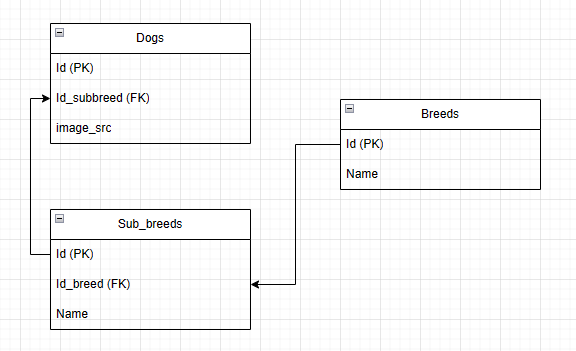 Dogs
Id (PK)
Id_subbreed (FK)
image_src
Breeds
Id (PK)
Name
Sub_breeds
Id (PK)
Id_breed (FK)
Name